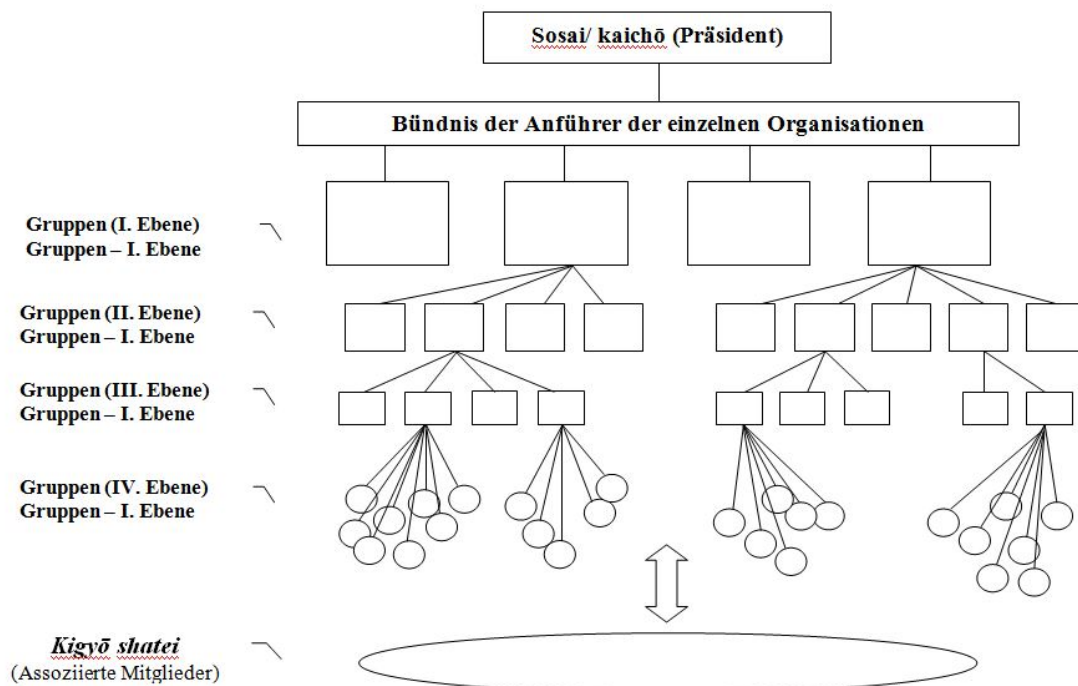 Sosai/ kaichō (Präsident)
Bündnis der Anführer der einzelnen Organisationen
Gruppen (I. Ebene)
Gruppen – I. Ebene
Gruppen (II. Ebene)
Gruppen – I. Ebene
Gruppen (III. Ebene)
Gruppen – I. Ebene
Gruppen (IV. Ebene)
Gruppen – I. Ebene
Kigyō shatei
(Assoziierte Mitglieder)